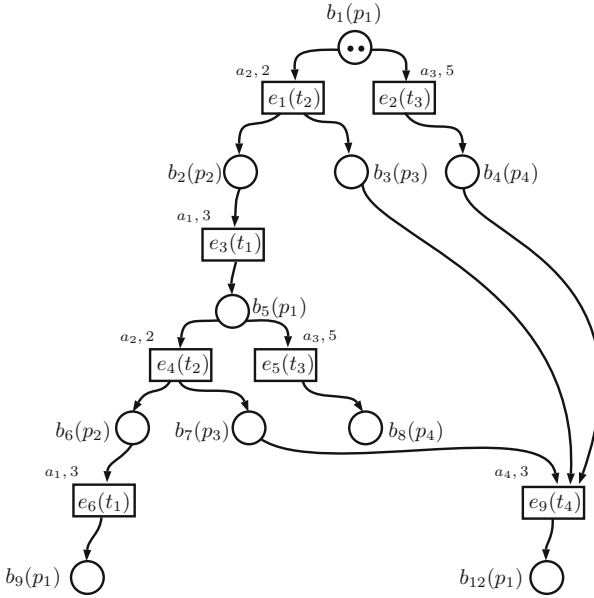 b₁(p₁)
a₂, 2
a₃, 5
e₁(t₂)
e₂(t₃)
b₂(p₂)
b₃(p₃)
b₄(p₄)
a₁, 3
e₃(t₁)
b₅(p₁)
a₂, 2
a₃, 5
e₄(t₂)
e₅(t₃)
b₆(p₂)
b₇(p₃)
b₈(p₄)
a₁, 3
a₄, 3
e₆(t₁)
e₉(t₄)
b₉(p₁)
b₁₂(p₁)